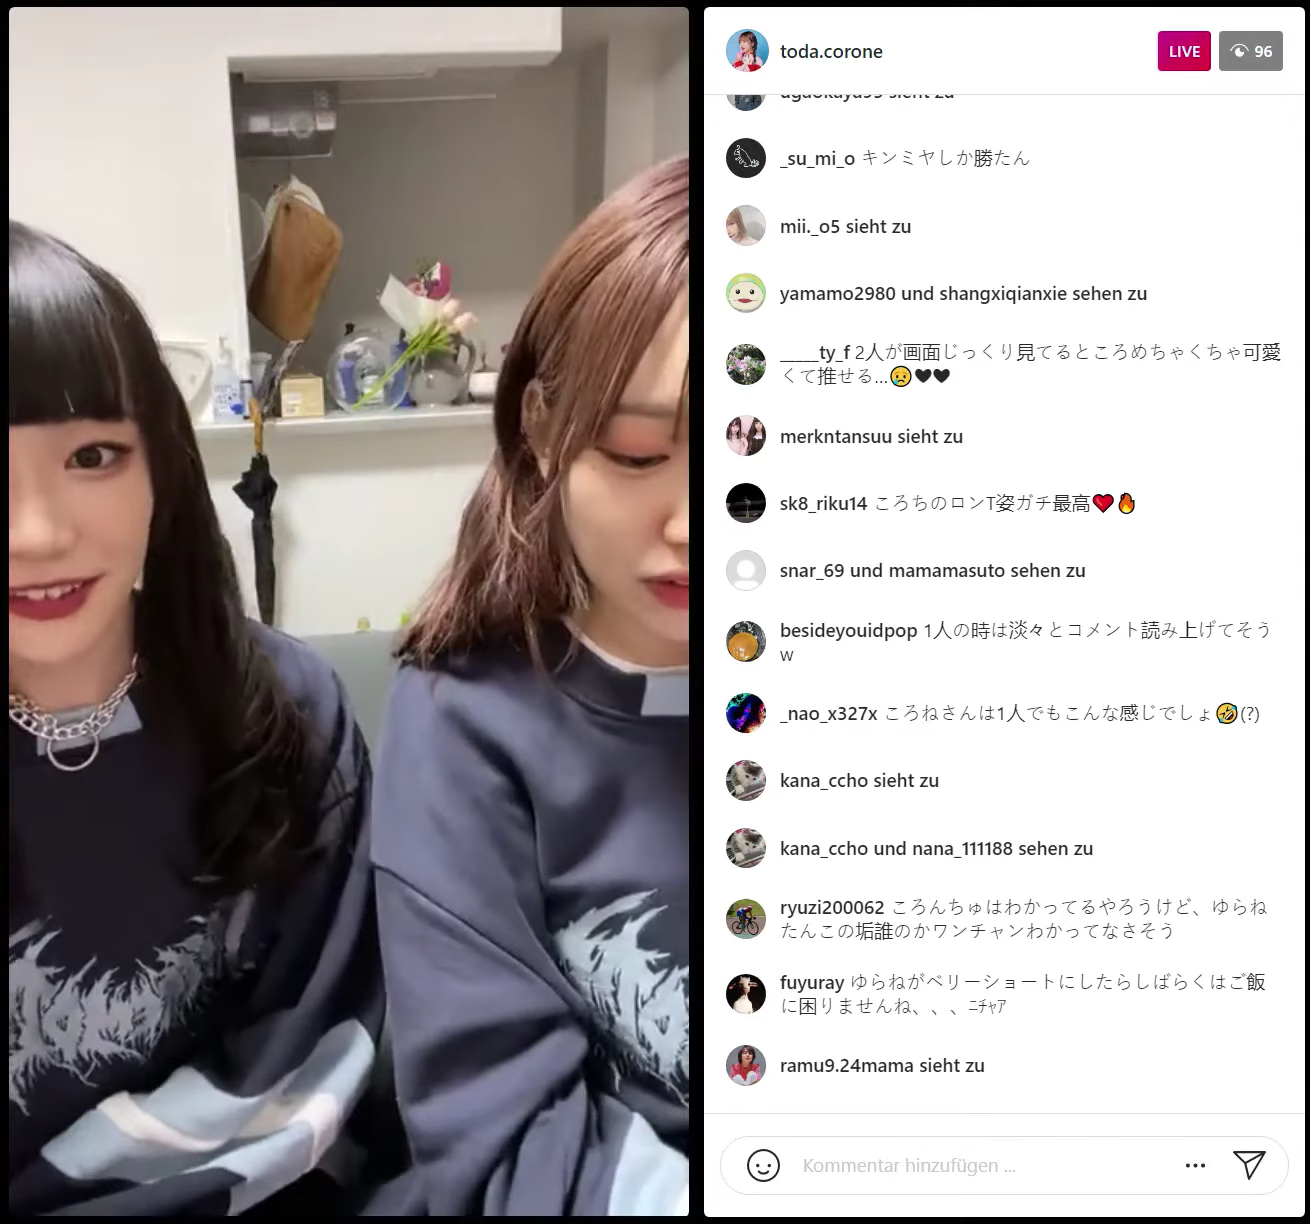 toda.corone
LIVE
96
_su_mi_o キンミヤしか勝たん
mii._o5 sieht zu
yamamo2980 und shangxiqianxie sehen zu
_____ty_f 2人が画面じっくり見てるところめちゃくちゃ可愛
くて推せる...😥🖤🖤
merkntansuu sieht zu
sk8_riku14 ころちのロンT姿ガチ最高❤️🔥
snar_69 und mamamasuto sehen zu
besideyouidpop 1人の時は淡々とコメント読み上げてそう
w
_nao_x327x ころねさんは1人でもこんな感じでしょ🤣(?)
kana_ccho sieht zu
kana_ccho und nana_111188 sehen zu
ryuzi200062 ころんちゅはわかってるやろうけど、ゆらね
たんこの垢誰のかワンチャンわかってなさそう
fuyuray ゆらねがベリーショートにしたらしばらくはご飯
に困りませんね、、、ﾆﾁｬｱ
ramu9.24mama sieht zu
Kommentar hinzufügen ...